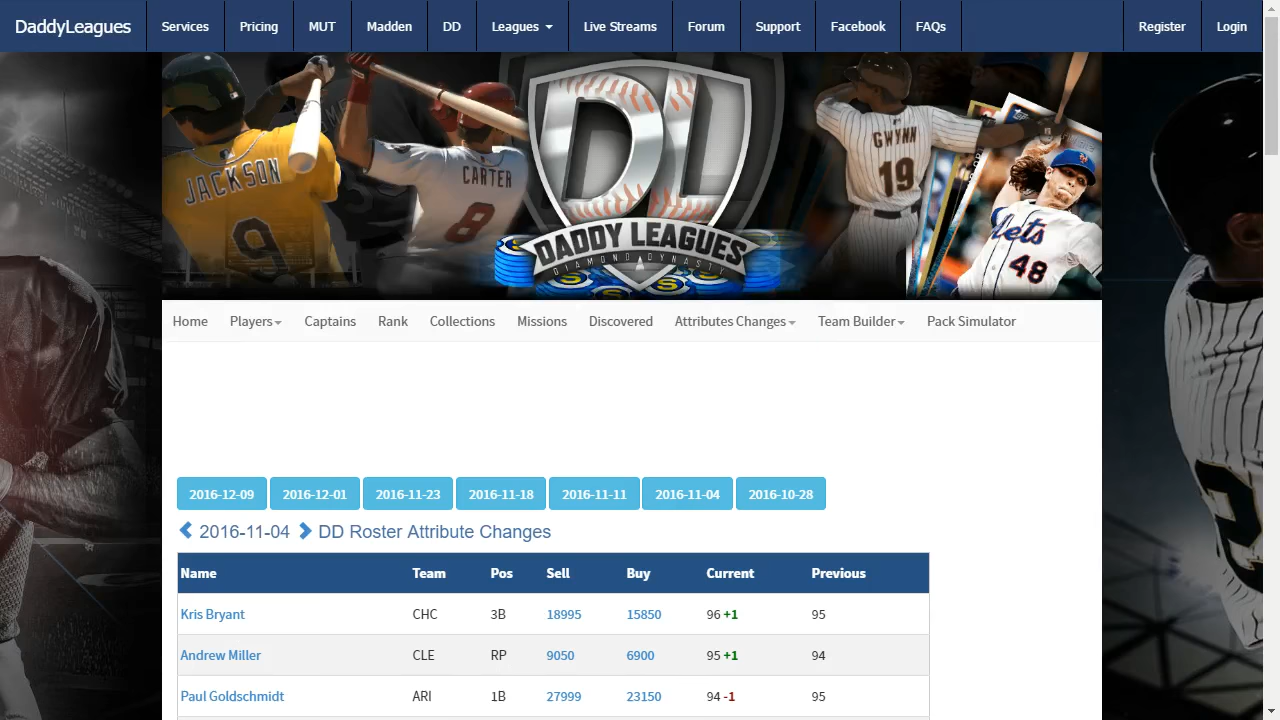 DaddyLeagues Services Pricing MUT Madden DD Leagues Live Streams Forum Support Facebook FAQs Register Login
JACKSON
9
CARTER
8
DADDY LEAGUES
DIAMOND DYNASTY
GWYNN
19
Mets
48
Home Players Captains Rank Collections Missions Discovered Attributes Changes Team Builder Pack Simulator
2016-12-09 2016-12-01 2016-11-23 2016-11-18 2016-11-11 2016-11-04 2016-10-28
2016-11-04 DD Roster Attribute Changes
Name Team Pos Sell Buy Current Previous
Kris Bryant CHC 3B 18995 15850 96 +1 95
Andrew Miller CLE RP 9050 6900 95 +1 94
Paul Goldschmidt ARI 1B 27999 23150 94 -1 95